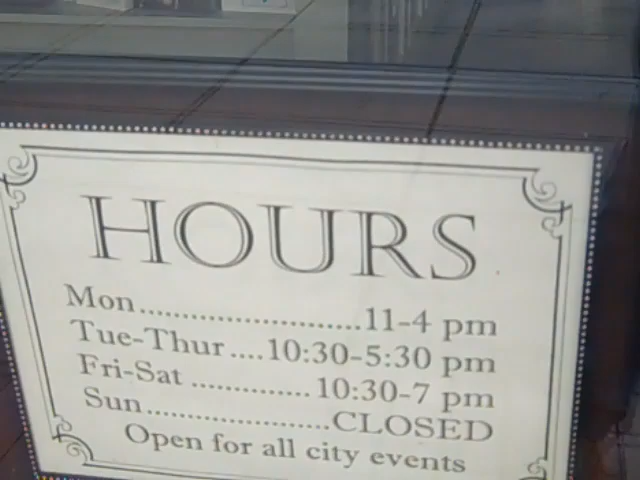 HOURS
Mon........................11-4 pm
Tue-Thur ....10:30-5:30 pm
Fri-Sat ............. 10:30-7 pm
Sun....................CLOSED
Open for all city events